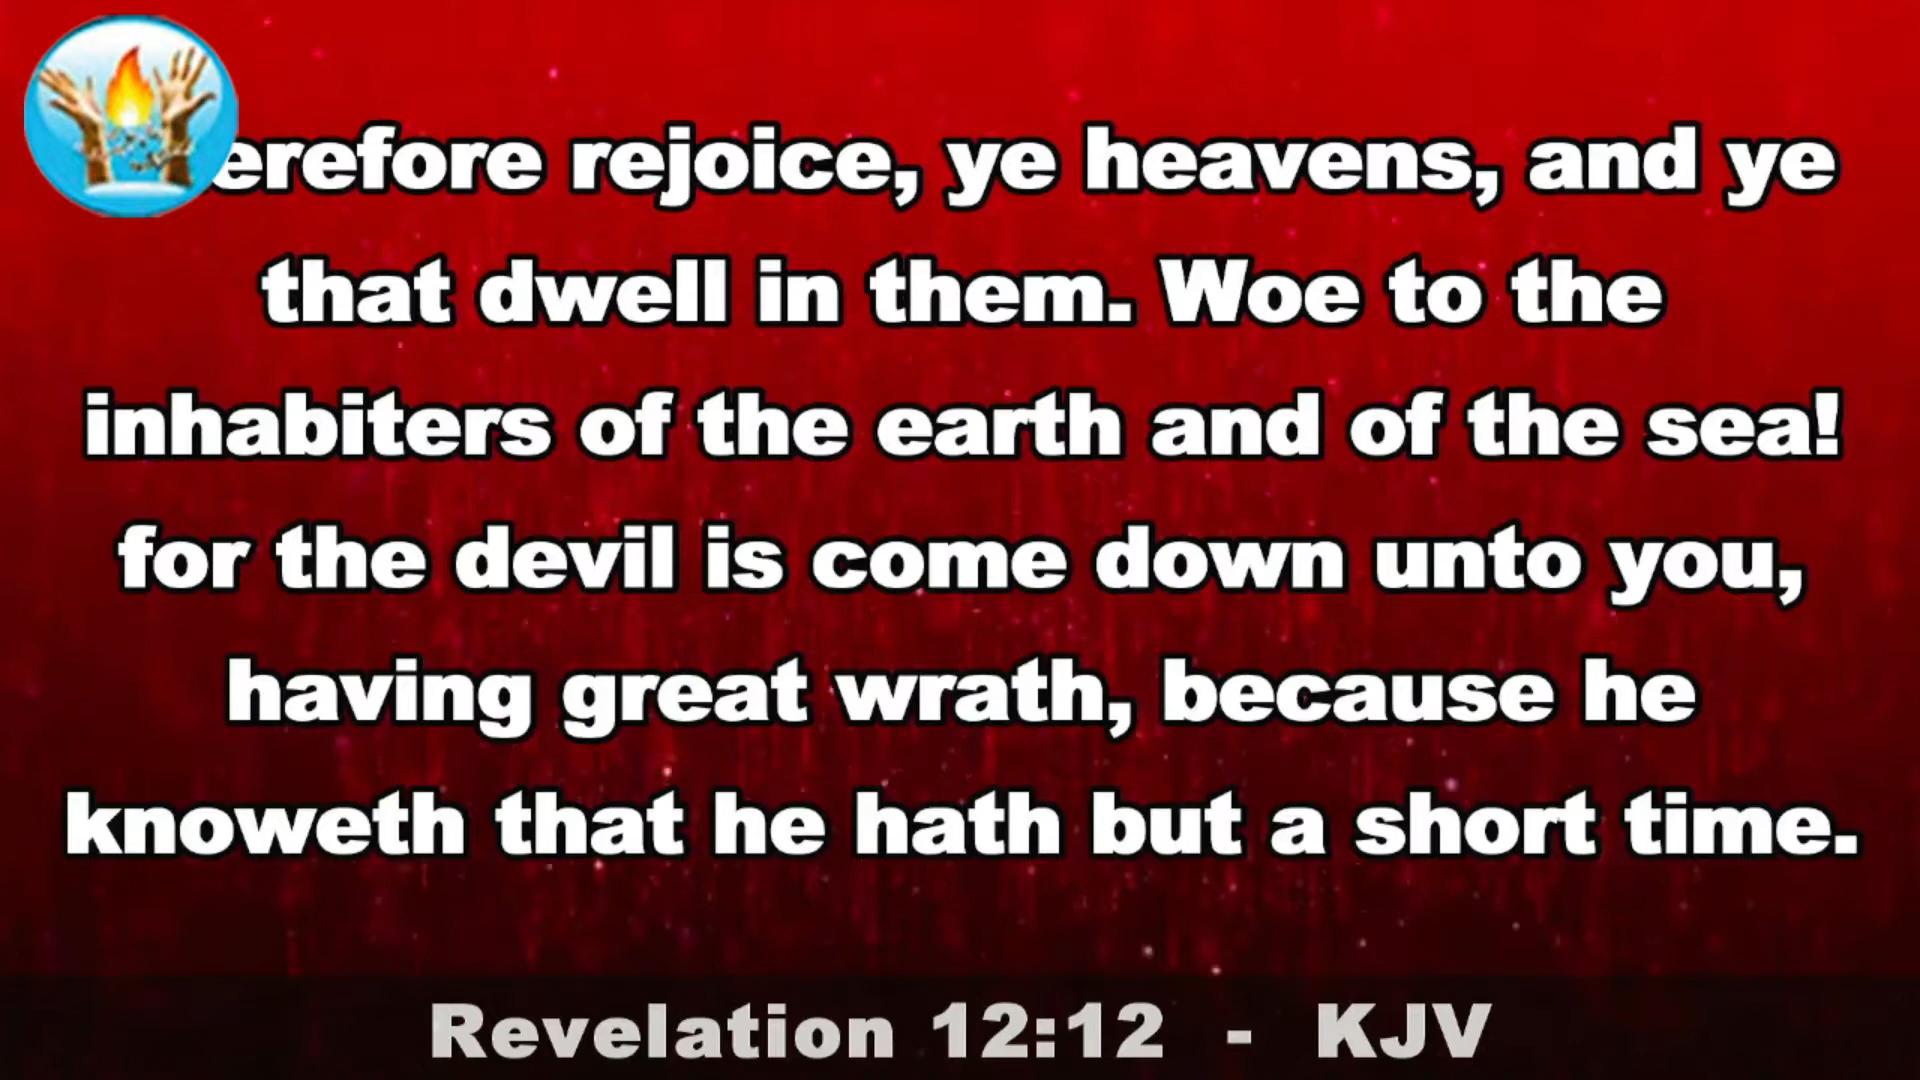 erefore rejoice, ye heavens, and ye
that dwell in them. Woe to the
inhabiters of the earth and of the sea!
for the devil is come down unto you,
having great wrath, because he
knoweth that he hath but a short time.
Revelation 12:12 - KJV